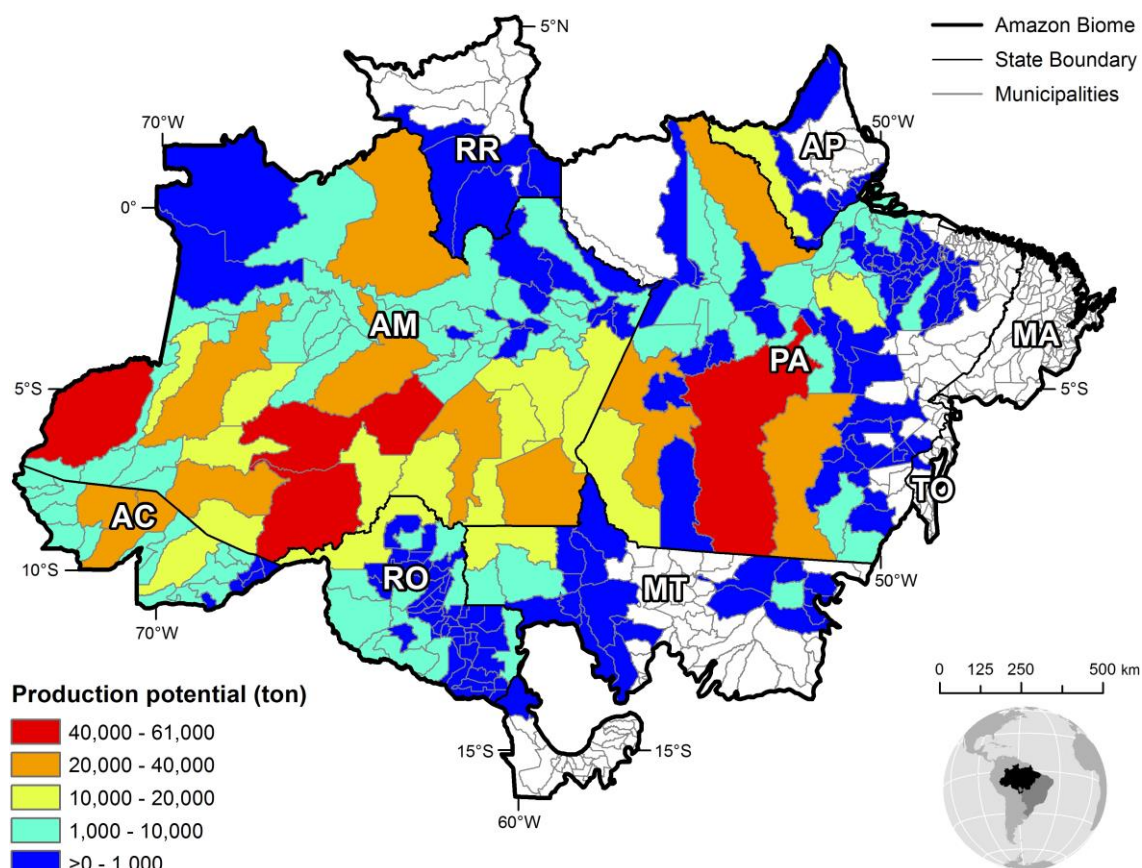 5°N
Amazon Biome
State Boundary
Municipalities
70°W
50°W
RR
AP
0°
AM
PA
MA
5°S
5°S
TO
AC
10°S
RO
MT
50°W
70°W
0 125 250 500 km
Production potential (ton)
40,000 - 61,000
20,000 - 40,000
10,000 - 20,000
1,000 - 10,000
>0 - 1,000
15°S
15°S
60°W